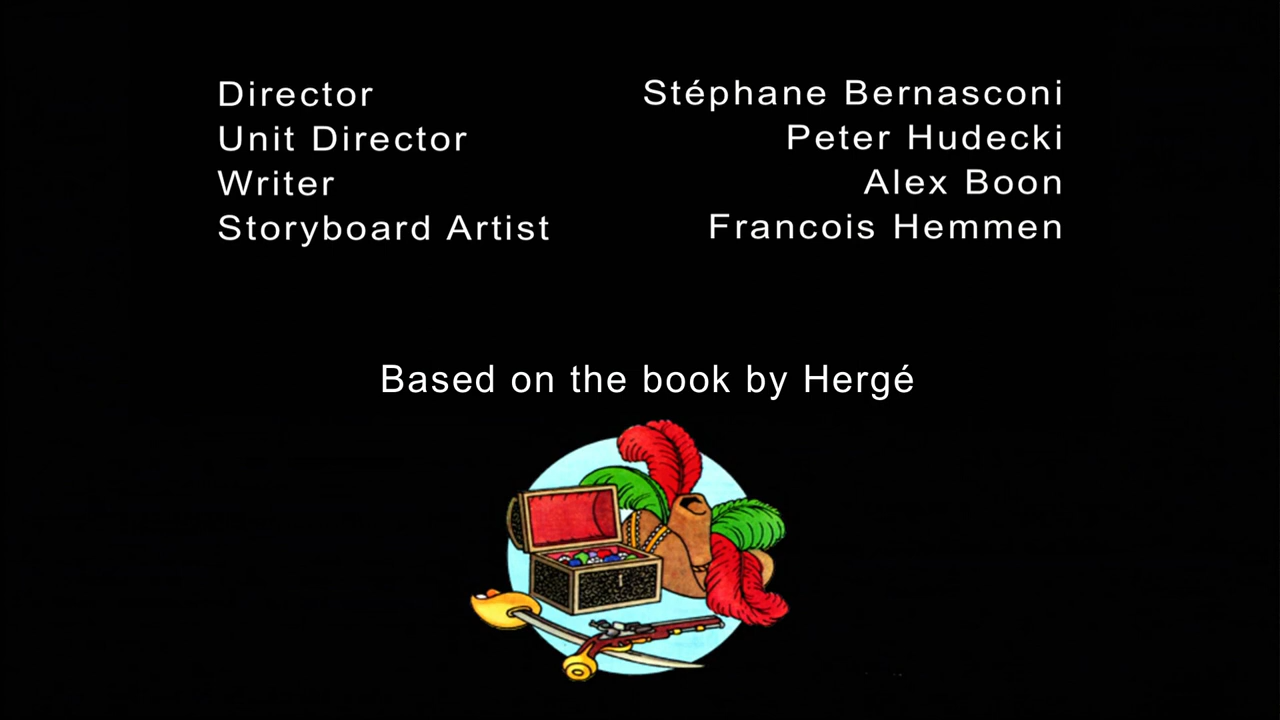 Director Stéphane Bernasconi
Unit Director Peter Hudecki
Writer Alex Boon
Storyboard Artist Francois Hemmen
Based on the book by Hergé